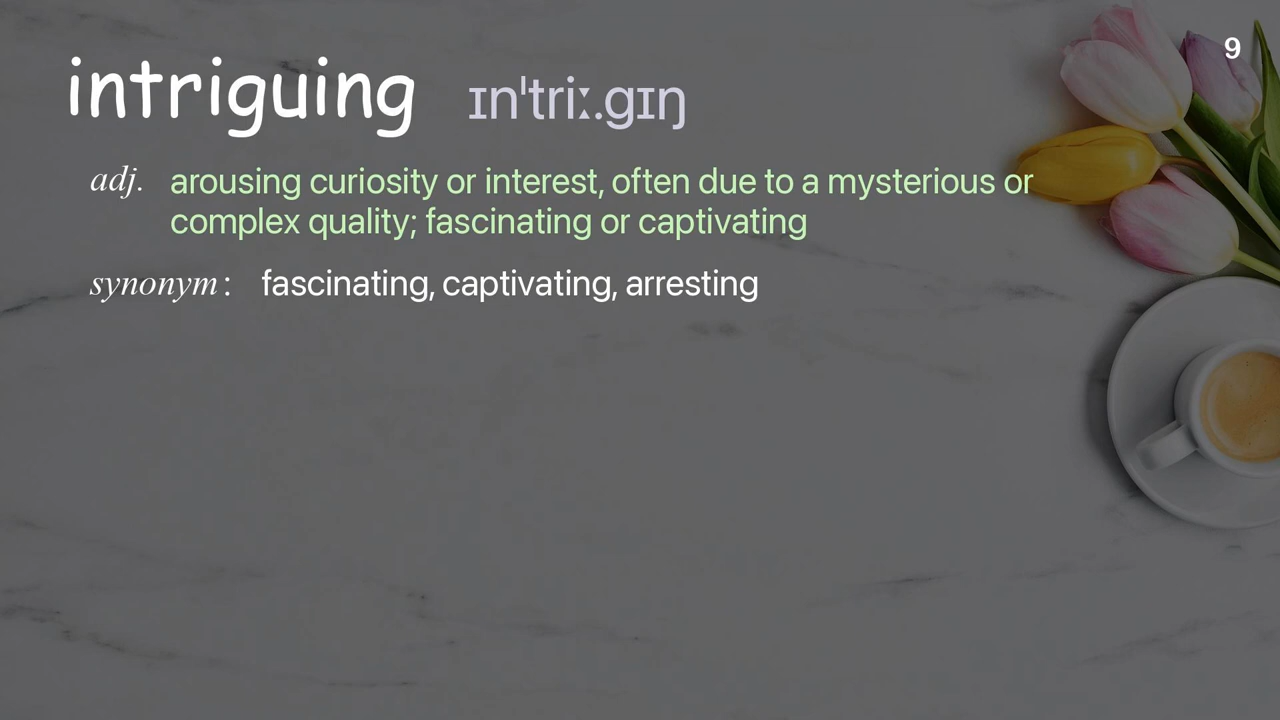 9
intriguing ɪnˈtriː.gɪŋ
adj. arousing curiosity or interest, often due to a mysterious or
complex quality; fascinating or captivating
synonym : fascinating, captivating, arresting